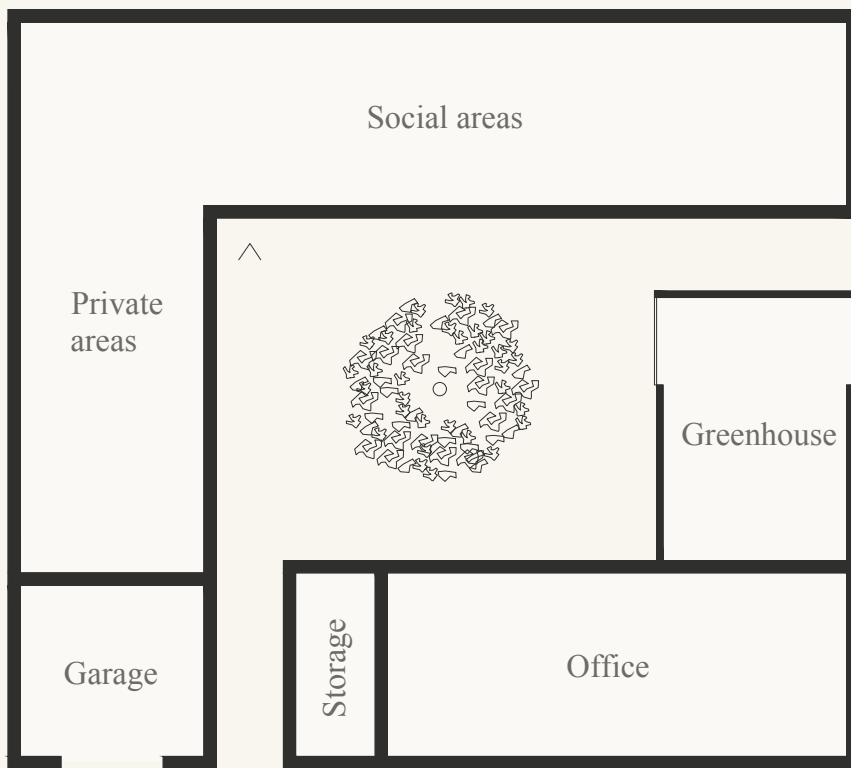 Social areas
Private
areas
Greenhouse
Storage
Office
Garage